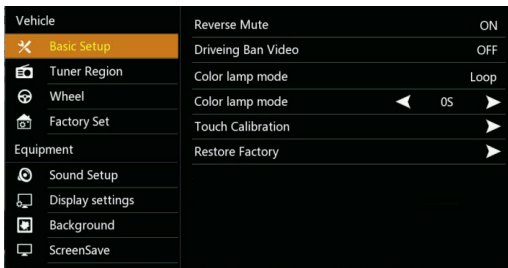 Vehicle
Basic Setup
Tuner Region
Wheel
Factory Set
Equipment
Sound Setup
Display settings
Background
ScreenSave
Reverse Mute ON
Driveing Ban Video OFF
Color lamp mode Loop
Color lamp mode 0S
Touch Calibration
Restore Factory